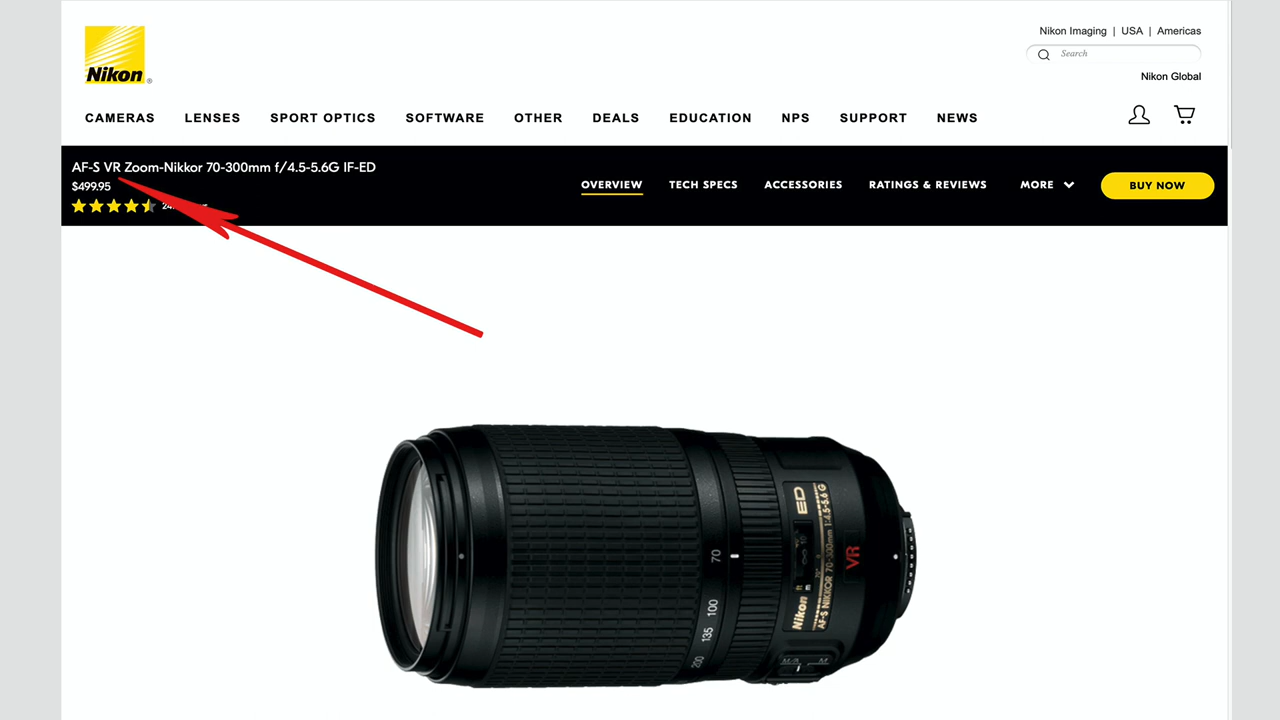 Nikon
Nikon Imaging | USA | Americas
Search
Nikon Global
CAMERAS LENSES SPORT OPTICS SOFTWARE OTHER DEALS EDUCATION NPS SUPPORT NEWS
AF-S VR Zoom-Nikkor 70-300mm f/4.5-5.6G IF-ED
$499.95
OVERVIEW TECH SPECS ACCESSORIES RATINGS & REVIEWS MORE BUY NOW
70
100
135
200
ED
VR
Nikon
AF-S NIKKOR 70-300mm 1:4.5-5.6 G
M/A M